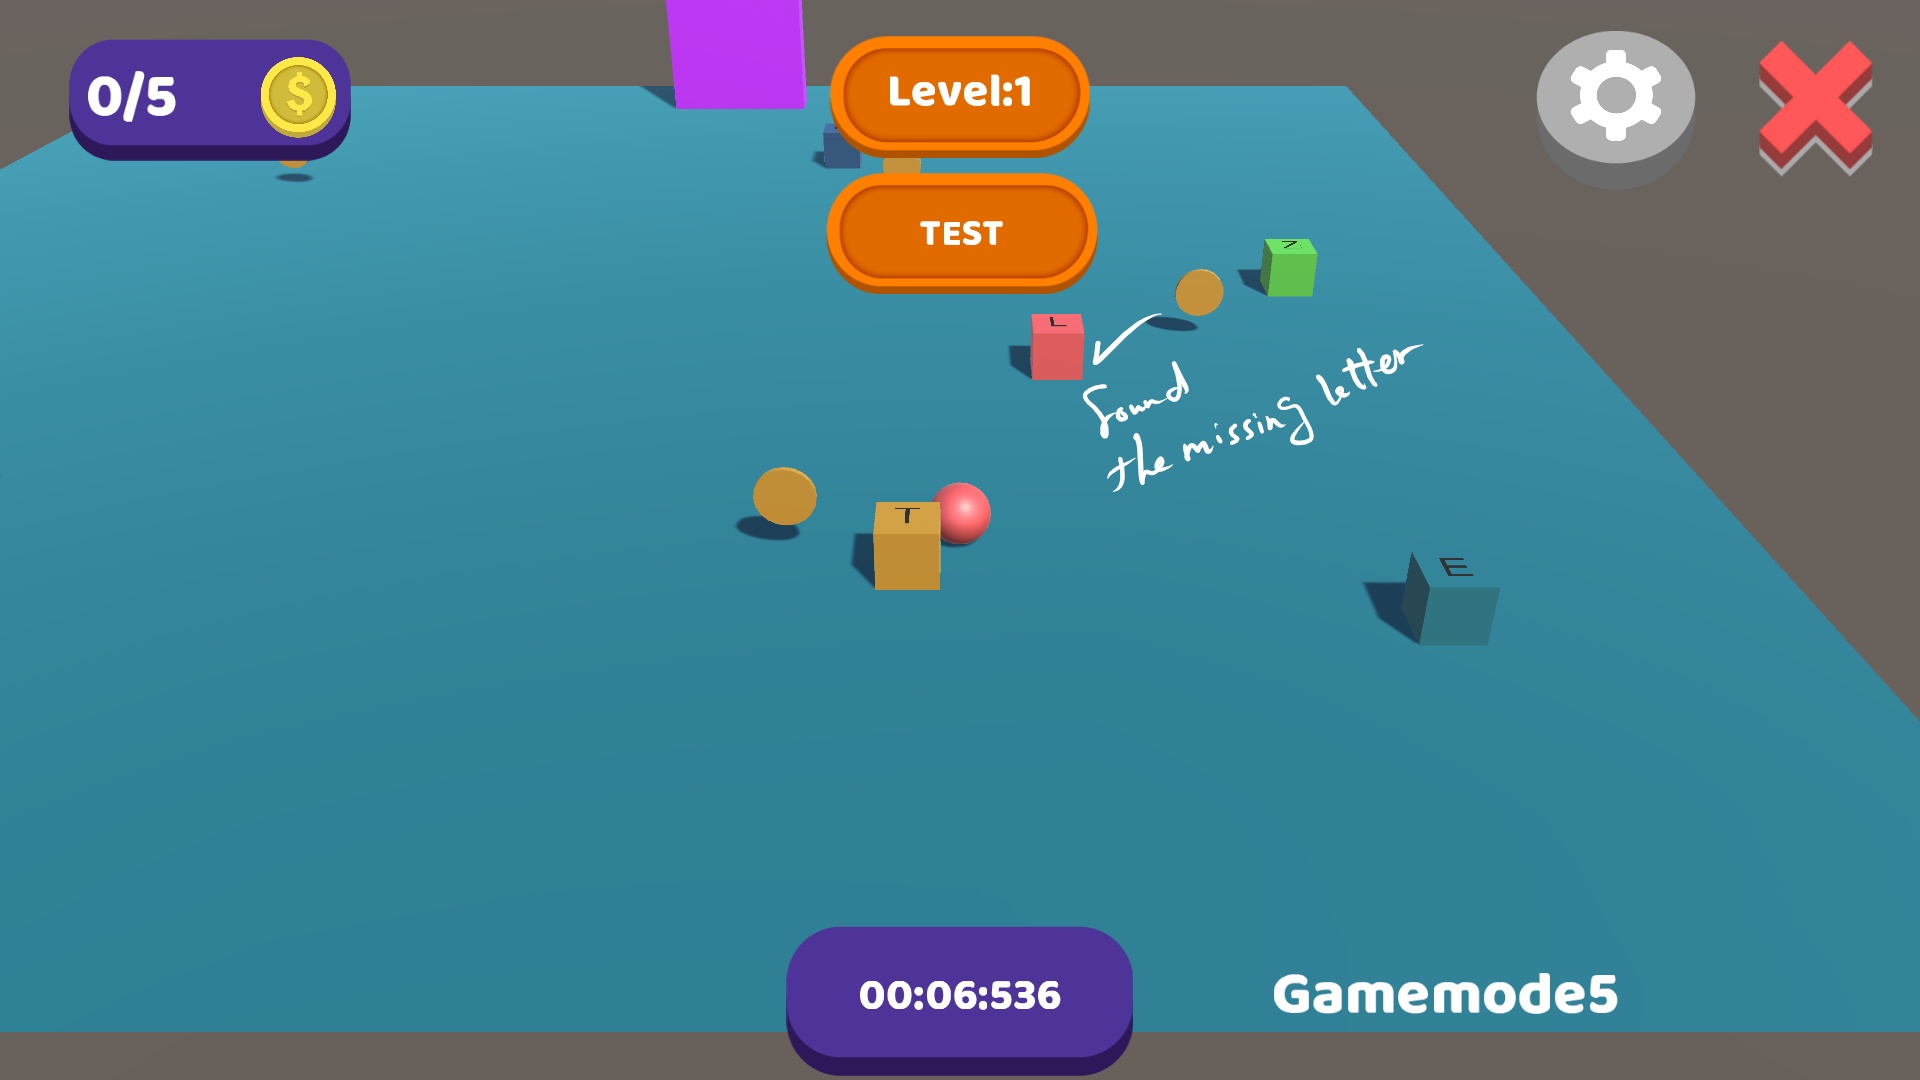 0/5
Level:1
TEST
L
found
the missing letter
T
E
00:06:536
Gamemode5